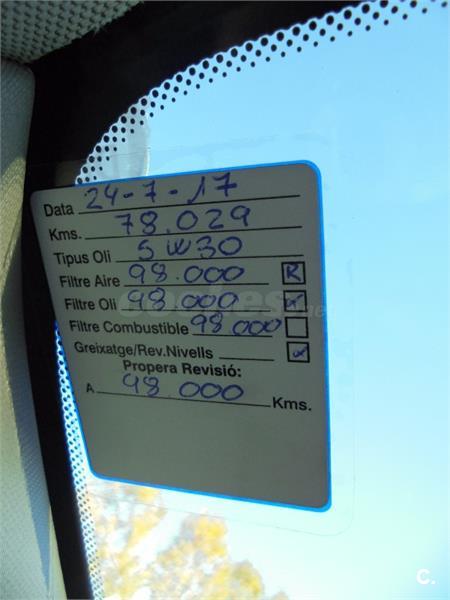 Data 24-7-17
Kms. 78.029
Tipus Oli 5W30
Filtre Aire 98.000 R
Filtre Oli 98.000
Filtre Combustible 98.000
Greixatge/Rev.Nivells
Propera Revisió:
A 98.000 Kms.
C.